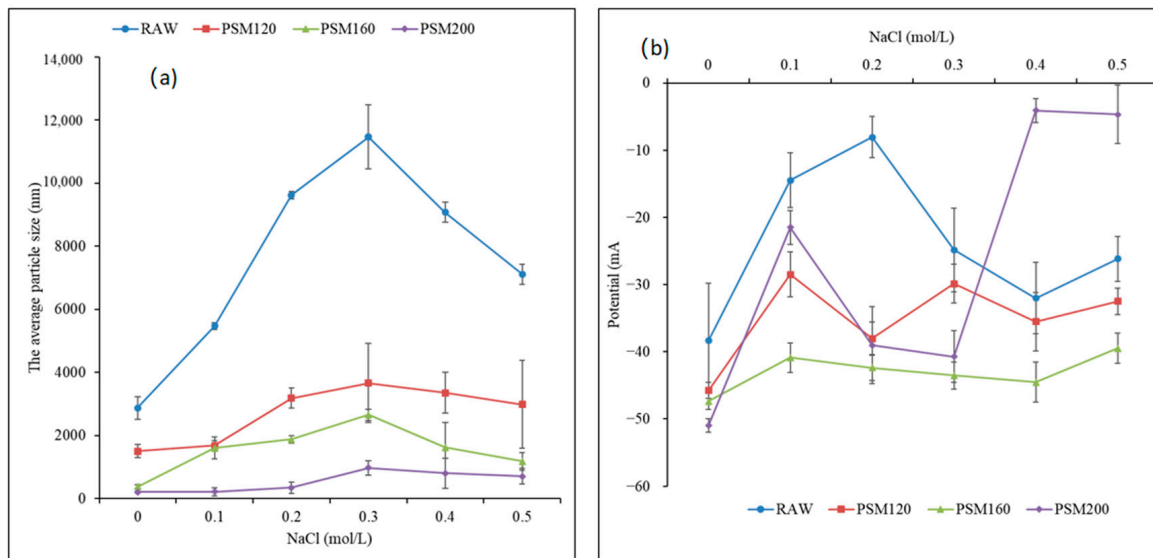 RAW PSM120 PSM160 PSM200
(a)
14,000
12,000
10,000
8000
6000
4000
2000
0
The average particle size (nm)
0 0.1 0.2 0.3 0.4 0.5
NaCl (mol/L)
(b)
NaCl (mol/L)
0 0.1 0.2 0.3 0.4 0.5
0
−10
−20
−30
−40
−50
−60
Potential (mA
RAW PSM120 PSM160 PSM200